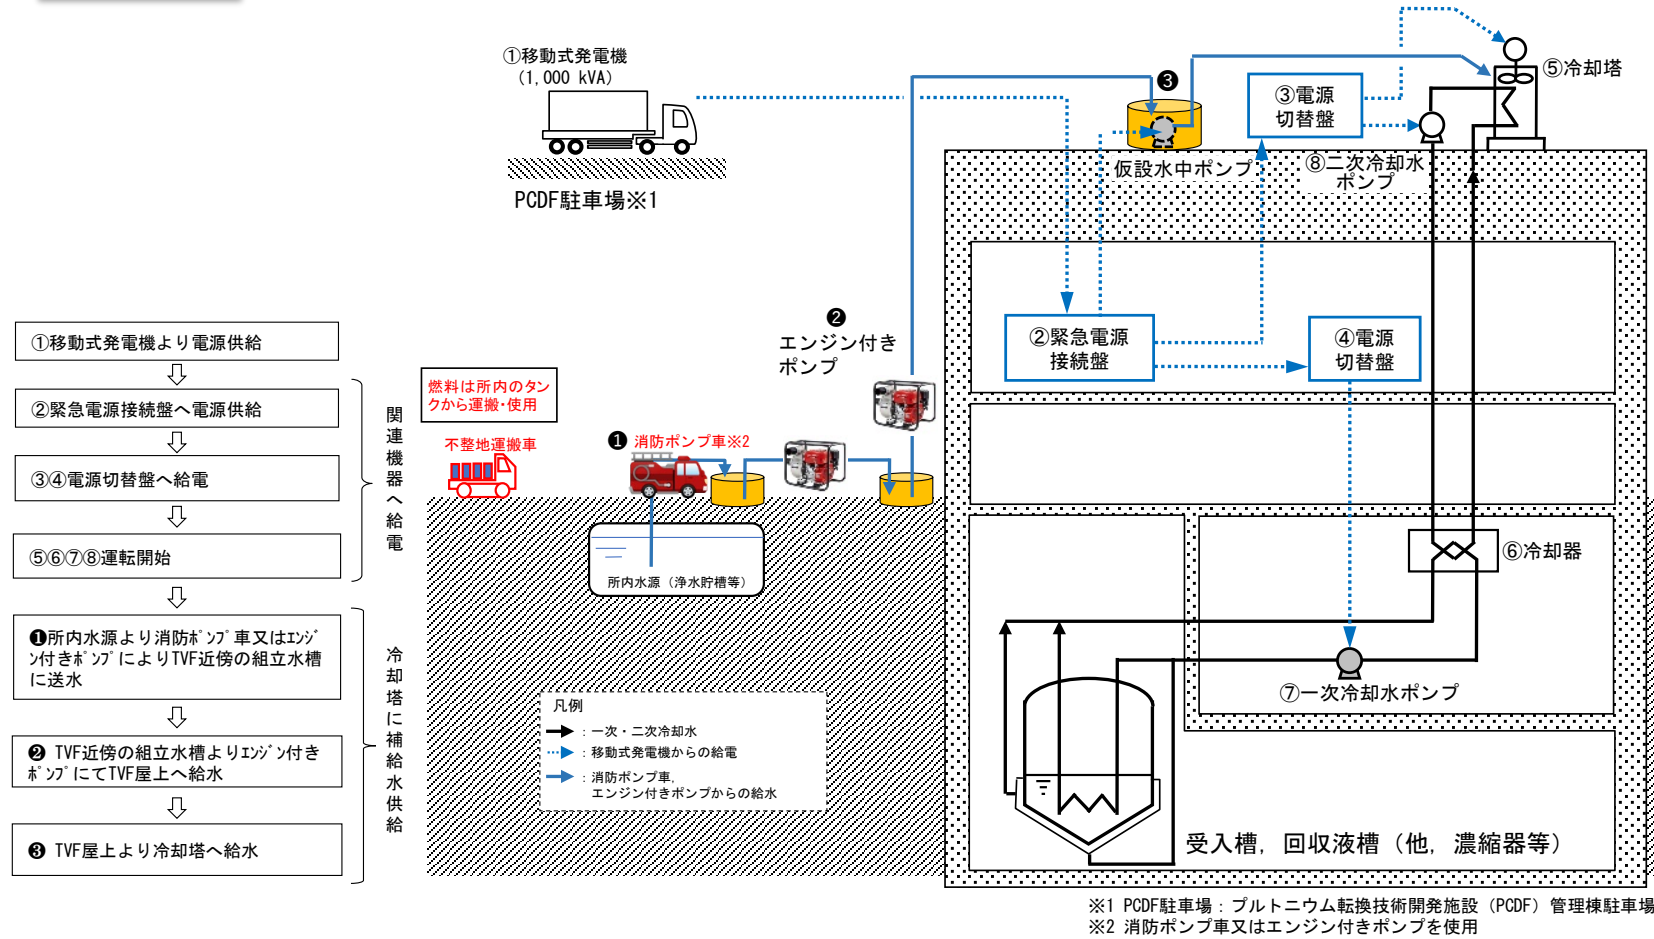 ①移動式発電機
(1,000 kVA)
PCDF駐車場※1
❸
仮設水中ポンプ
③電源
切替盤
⑤冷却塔
⑧二次冷却水
ポンプ
②緊急電源
接続盤
④電源
切替盤
❷
エンジン付き
ポンプ
①移動式発電機より電源供給
②緊急電源接続盤へ電源供給
③④電源切替盤へ給電
⑤⑥⑦⑧運転開始
関連機器へ給電
❶所内水源より消防ﾎﾟﾝﾌﾟ車又はｴﾝｼﾞ
ﾝ付きﾎﾟﾝﾌﾟによりTVF近傍の組立水槽
に送水
❷ TVF近傍の組立水槽よりｴﾝｼﾞﾝ付き
ﾎﾟﾝﾌﾟにてTVF屋上へ給水
❸ TVF屋上より冷却塔へ給水
冷却塔に補給水供給
燃料は所内のタン
クから運搬･使用
不整地運搬車
❶ 消防ポンプ車※2
所内水源（浄水貯槽等）
凡例
：一次・二次冷却水
：移動式発電機からの給電
：消防ポンプ車，
エンジン付きポンプからの給水
⑥冷却器
⑦一次冷却水ポンプ
受入槽，回収液槽（他，濃縮器等）
※1 PCDF駐車場：プルトニウム転換技術開発施設（PCDF）管理棟駐車場
※2 消防ポンプ車又はエンジン付きポンプを使用